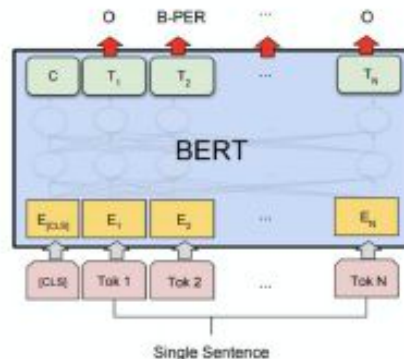 O B-PER ... O
C T1 T2 ... TN
BERT
E[CLS] E1 E2 ... EN
[CLS] Tok 1 Tok 2 ... Tok N
Single Sentence